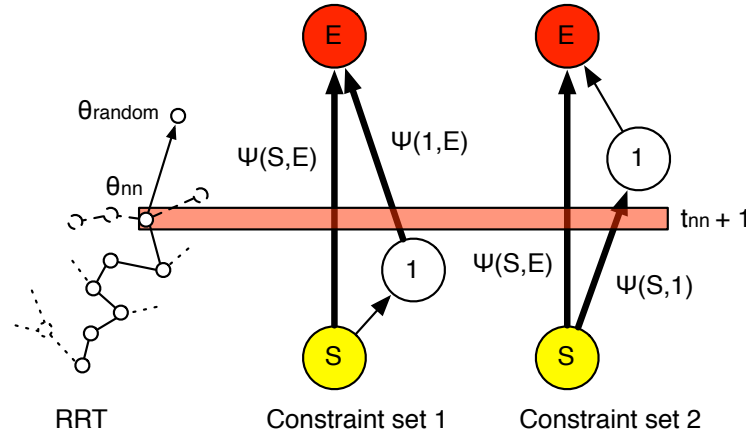 E
E
θrandom
Ψ(S,E)
Ψ(1,E)
1
θnn
tnn + 1
1
Ψ(S,E)
Ψ(S,1)
S
S
RRT
Constraint set 1
Constraint set 2